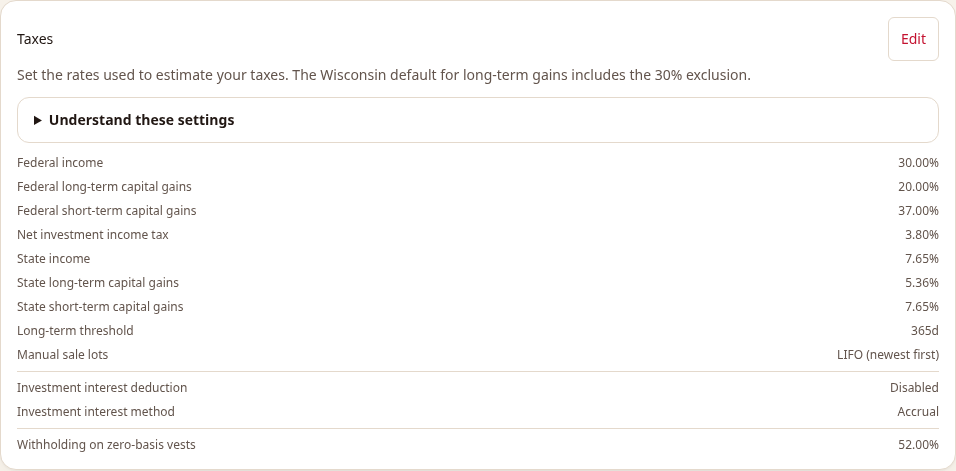 Taxes
Edit
Set the rates used to estimate your taxes. The Wisconsin default for long-term gains includes the 30% exclusion.
Understand these settings
Federal income 30.00%
Federal long-term capital gains 20.00%
Federal short-term capital gains 37.00%
Net investment income tax 3.80%
State income 7.65%
State long-term capital gains 5.36%
State short-term capital gains 7.65%
Long-term threshold 365d
Manual sale lots LIFO (newest first)
Investment interest deduction Disabled
Investment interest method Accrual
Withholding on zero-basis vests 52.00%